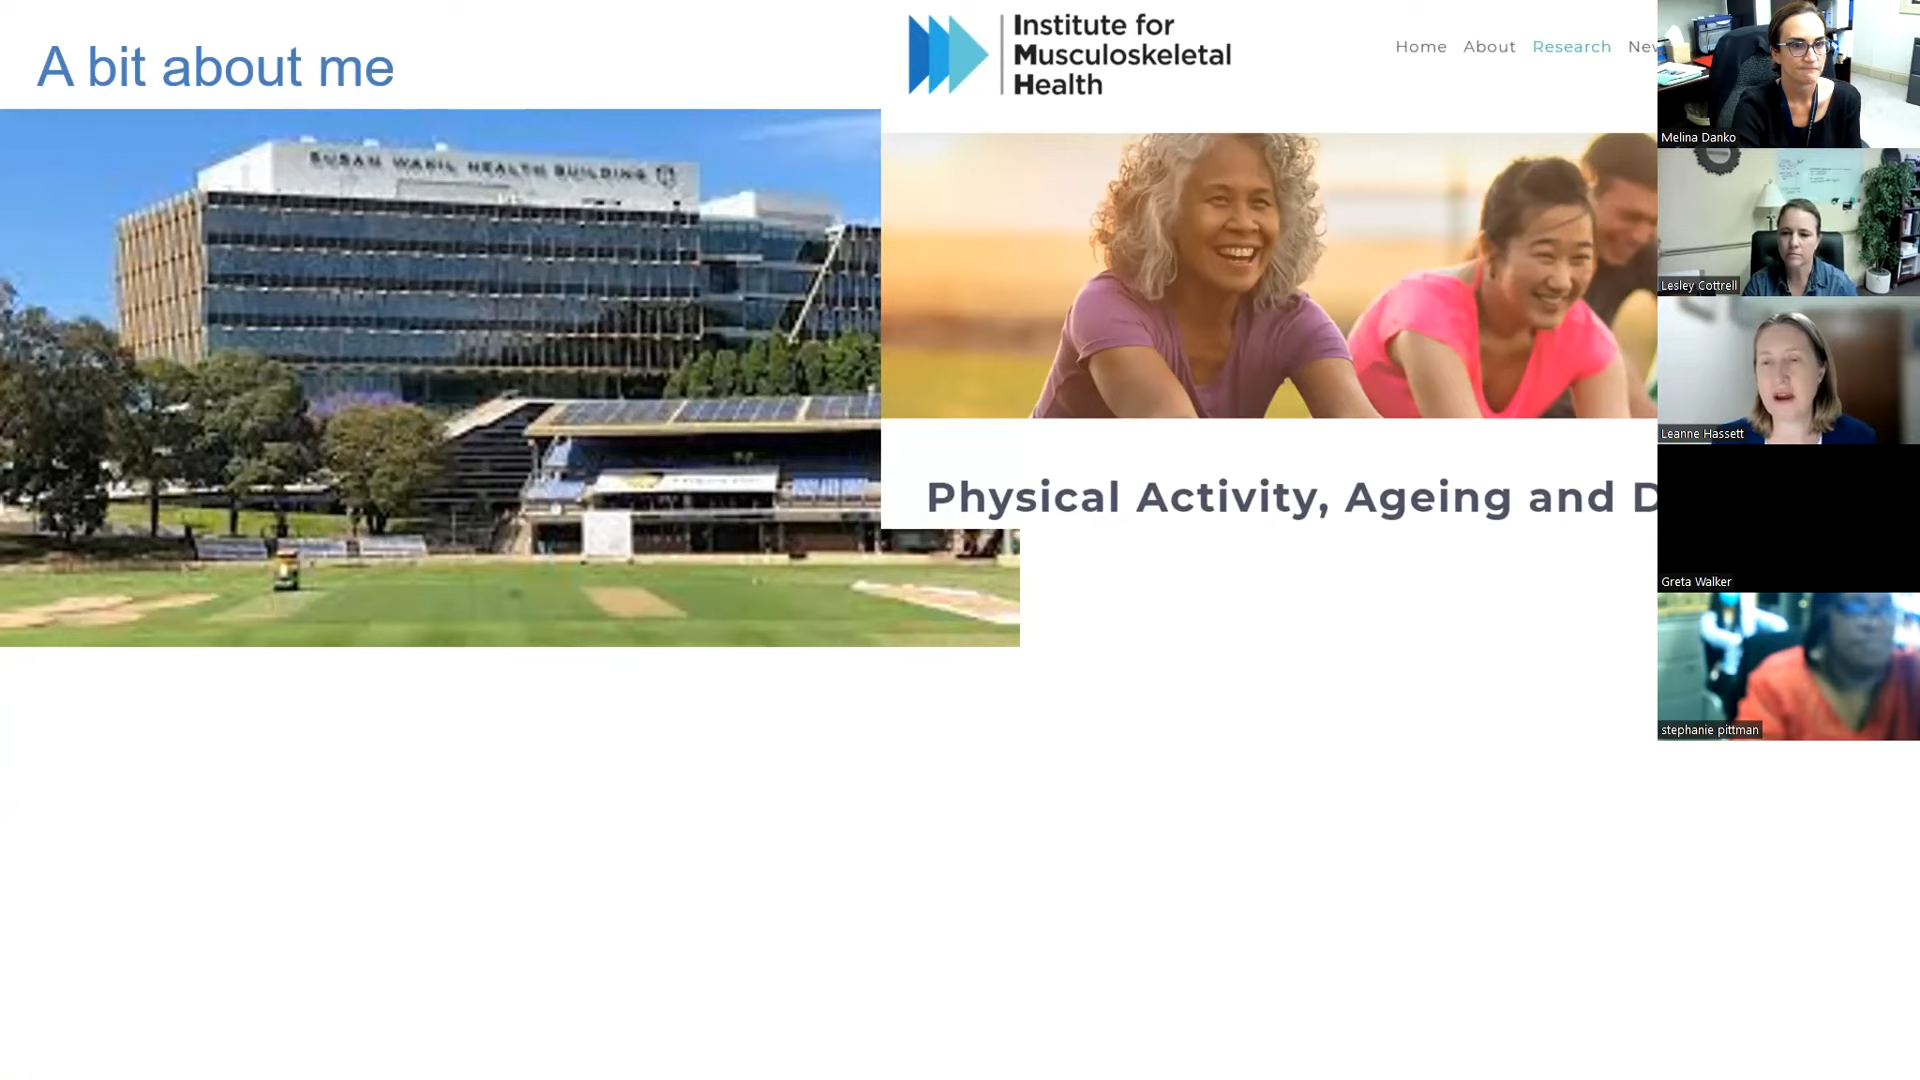 A bit about me
SUSAN WAKIL HEALTH BUILDING
Institute for
Musculoskeletal
Health
Home About Research
Physical Activity, Ageing and
Melina Danko
Lesley Cottrell
Leanne Hassett
Greta Walker
stephanie pittman